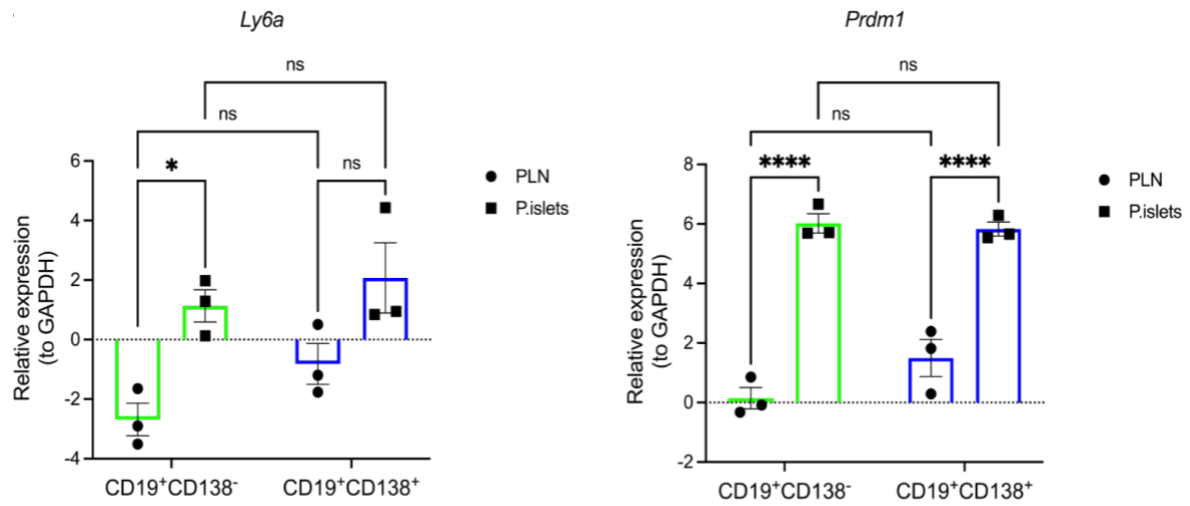 Ly6a
ns
ns
*
ns
6
4
2
0
-2
-4
Relative expression
(to GAPDH)
CD19⁺CD138⁻
CD19⁺CD138⁺
PLN
P.islets
Prdm1
ns
ns
****
****
8
6
4
2
0
-2
Relative expression
(to GAPDH)
CD19⁺CD138⁻
CD19⁺CD138⁺
PLN
P.islets